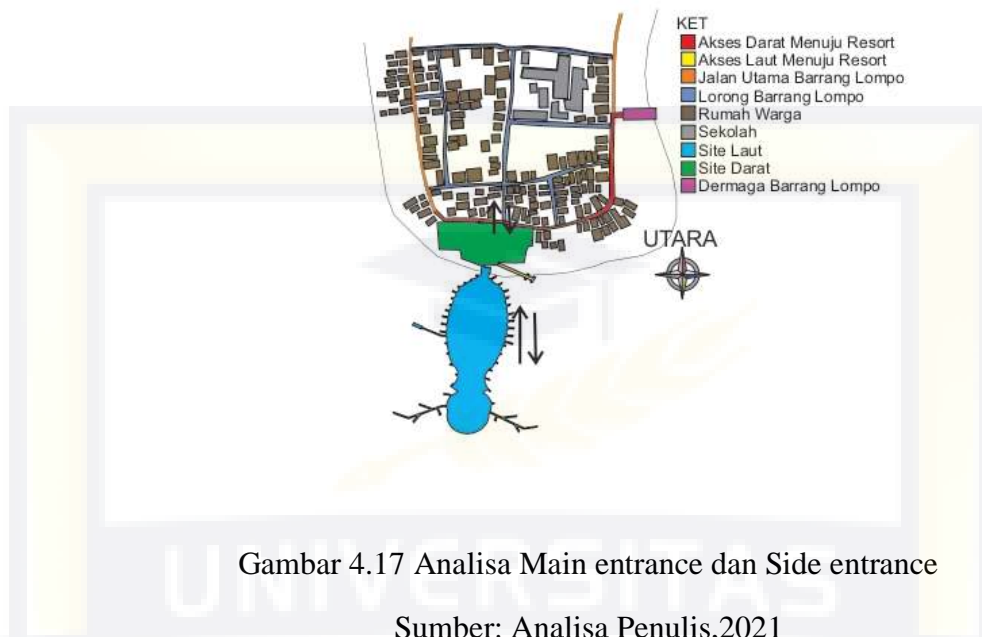 KET
Akses Darat Menuju Resort
Akses Laut Menuju Resort
Jalan Utama Barrang Lompo
Lorong Barrang Lompo
Rumah Warga
Sekolah
Site Laut
Site Darat
Dermaga Barrang Lompo
UTARA
UNIVERSITAS
Gambar 4.17 Analisa Main entrance dan Side entrance
Sumber: Analisa Penulis,2021